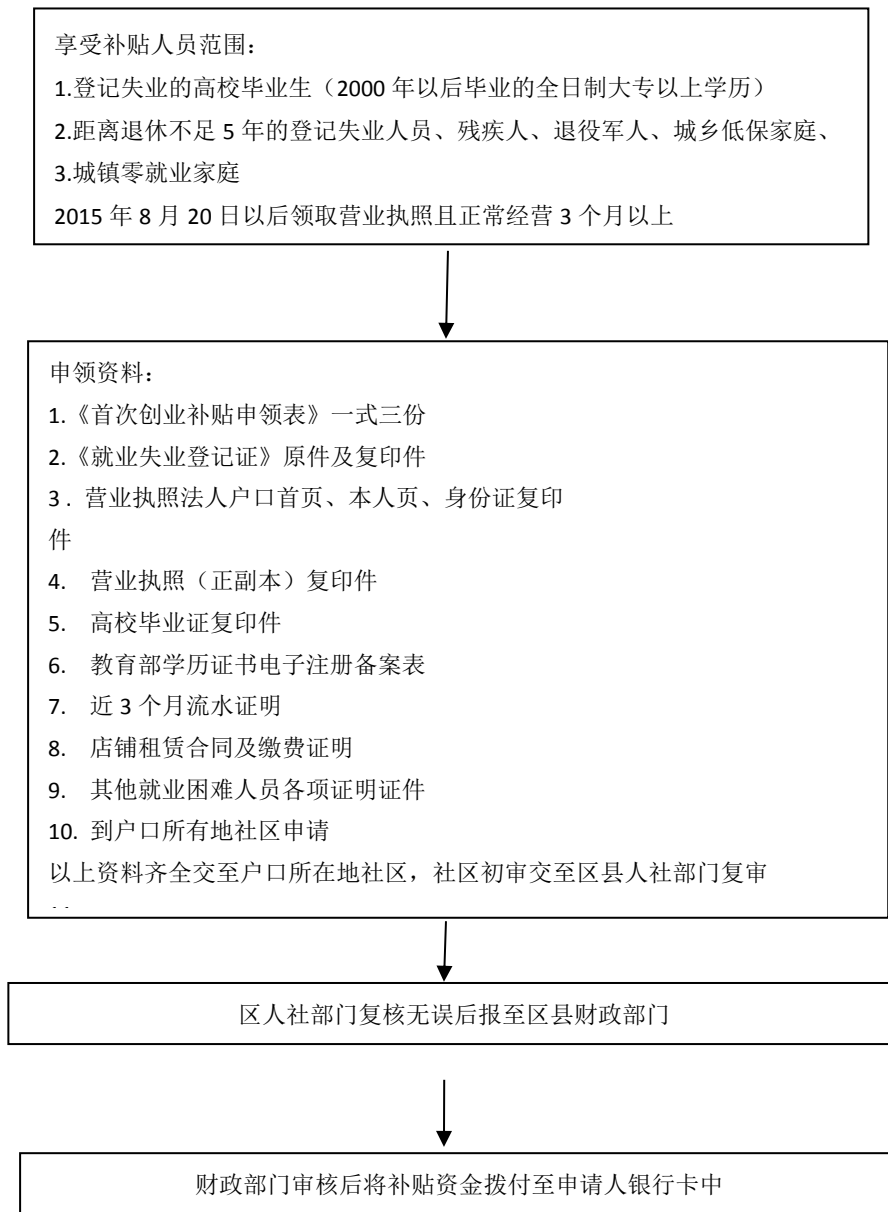 享受补贴人员范围：
1.登记失业的高校毕业生（2000 年以后毕业的全日制大专以上学历）
2.距离退休不足 5 年的登记失业人员、残疾人、退役军人、城乡低保家庭、
3.城镇零就业家庭
2015 年 8 月 20 日以后领取营业执照且正常经营 3 个月以上
申领资料：
1.《首次创业补贴申领表》一式三份
2.《就业失业登记证》原件及复印件
3 . 营业执照法人户口首页、本人页、身份证复印
件
4. 营业执照（正副本）复印件
5. 高校毕业证复印件
6. 教育部学历证书电子注册备案表
7. 近 3 个月流水证明
8. 店铺租赁合同及缴费证明
9. 其他就业困难人员各项证明证件
10. 到户口所有地社区申请
以上资料齐全交至户口所在地社区，社区初审交至区县人社部门复审
区人社部门复核无误后报至区县财政部门
财政部门审核后将补贴资金拨付至申请人银行卡中